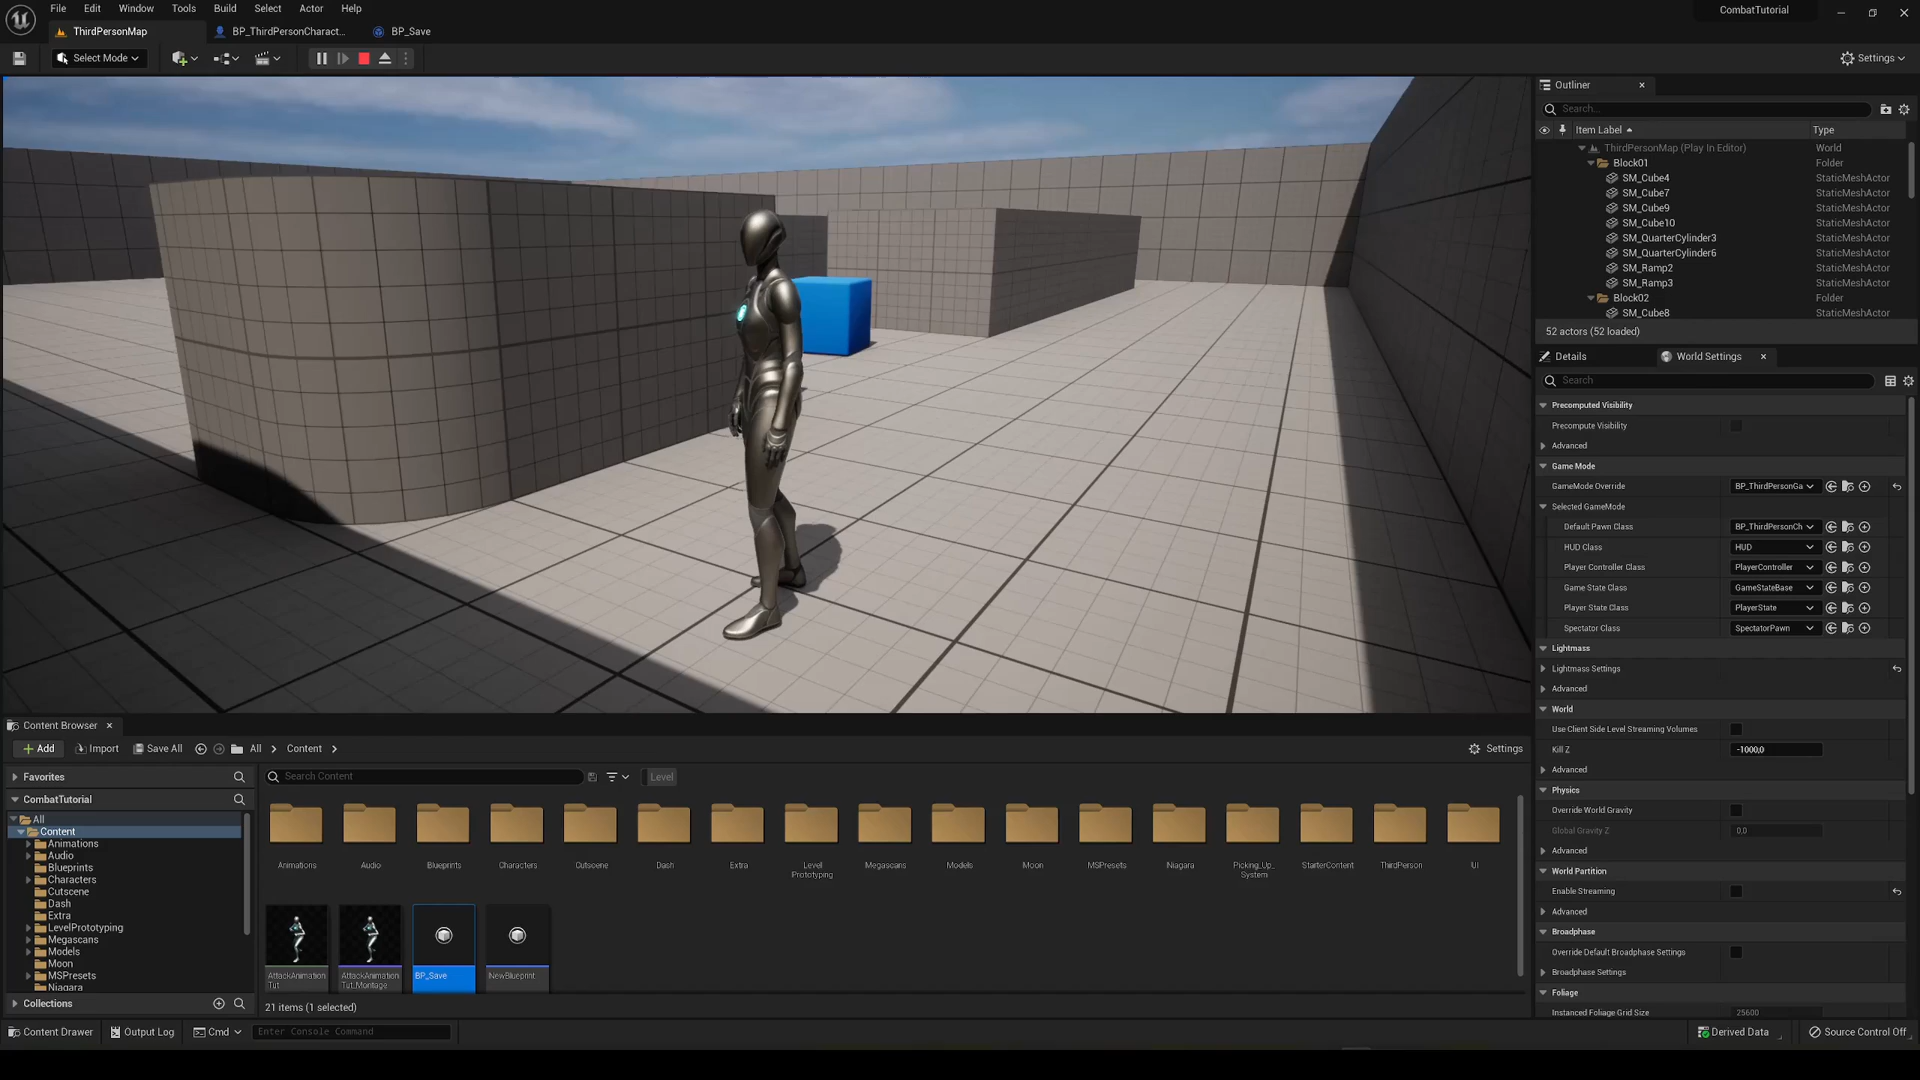 File Edit Window Tools Build Select Actor Help
CombatTutorial
ThirdPersonMap
BP_ThirdPersonCharact...
BP_Save
Select Mode
Settings
Outliner
Search...
Item Label
Type
ThirdPersonMap (Play In Editor)
World
Block01
Folder
SM_Cube4
StaticMeshActor
SM_Cube7
StaticMeshActor
SM_Cube9
StaticMeshActor
SM_Cube10
StaticMeshActor
SM_QuarterCylinder3
StaticMeshActor
SM_QuarterCylinder6
StaticMeshActor
SM_Ramp2
StaticMeshActor
SM_Ramp3
StaticMeshActor
Block02
Folder
SM_Cube8
StaticMeshActor
52 actors (52 loaded)
Details
World Settings
Search
Precomputed Visibility
Precompute Visibility
Advanced
Game Mode
GameMode Override
BP_ThirdPersonGa
Selected GameMode
Default Pawn Class
BP_ThirdPersonCh
HUD Class
HUD
Player Controller Class
PlayerController
Game State Class
GameStateBase
Player State Class
PlayerState
Spectator Class
SpectatorPawn
Lightmass
Lightmass Settings
Advanced
World
Use Client Side Level Streaming Volumes
Kill Z
-1000,0
Advanced
Physics
Override World Gravity
Global Gravity Z
0,0
Advanced
World Partition
Enable Streaming
Advanced
Broadphase
Override Default Broadphase Settings
Broadphase Settings
Foliage
Instanced Foliage Grid Size
25600
Content Browser
Add
Import
Save All
All
Content
Settings
Favorites
Search Content
Level
CombatTutorial
All
Content
Animations
Audio
Blueprints
Characters
Cutscene
Dash
Extra
LevelPrototyping
Megascans
Models
Moon
MSPresets
Niagara
Collections
Animations
Audio
Blueprints
Characters
Cutscene
Dash
Extra
Level
Prototyping
Megascans
Models
Moon
MSPresets
Niagara
Picking_Up_
System
StarterContent
ThirdPerson
UI
AttackAnimation
Tut
AttackAnimation
Tut_Montage
BP_Save
NewBlueprint
21 items (1 selected)
Content Drawer
Output Log
Cmd
Enter Console Command
Derived Data
Source Control Off